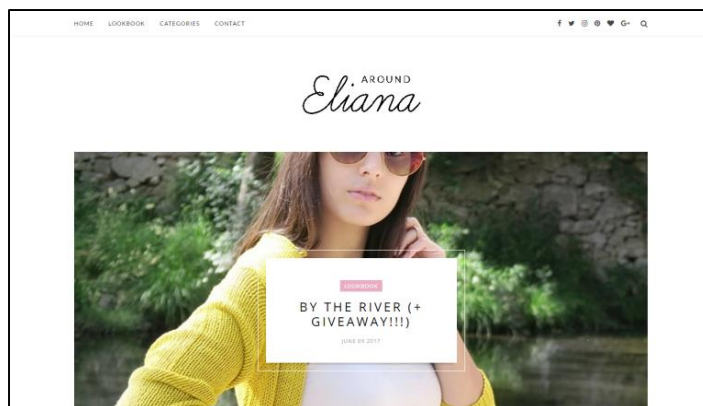 HOME LOOKBOOK CATEGORIES CONTACT
AROUND
Eliana
LOOKBOOK
BY THE RIVER (+
GIVEAWAY!!!)
JUNE 09 2017